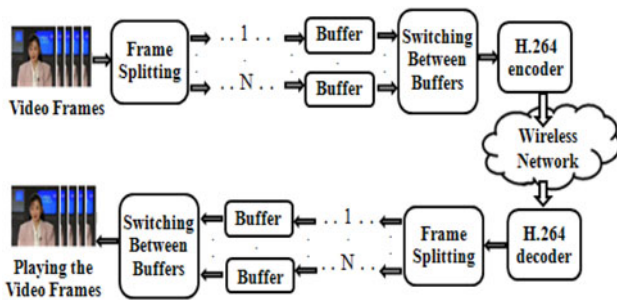 Video Frames
Frame
Splitting
. . 1 . .
. . N . .
Buffer
Buffer
Switching
Between
Buffers
H.264
encoder
Wireless
Network
H.264
decoder
Frame
Splitting
. . 1 . .
. . N . .
Buffer
Buffer
Switching
Between
Buffers
Playing the
Video Frames